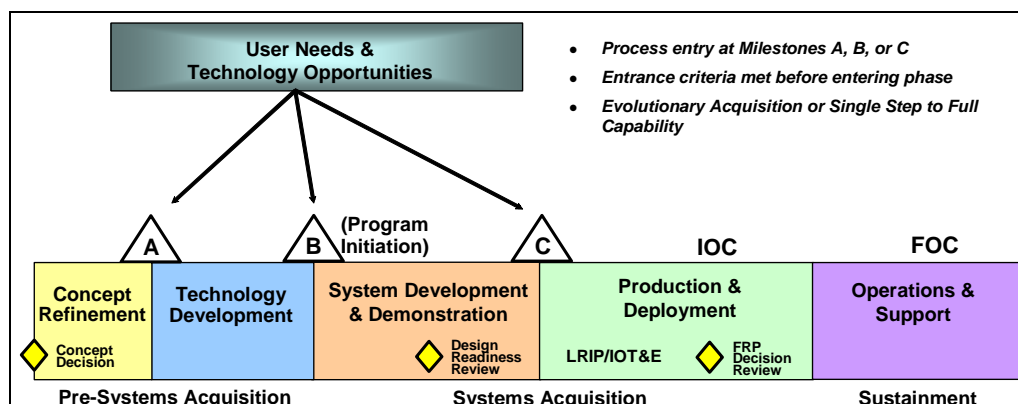 User Needs &
Technology Opportunities
• Process entry at Milestones A, B, or C
• Entrance criteria met before entering phase
• Evolutionary Acquisition or Single Step to Full
Capability
A
B
(Program
Initiation)
C
IOC
FOC
Concept
Refinement
Technology
Development
System Development
& Demonstration
Production &
Deployment
Operations &
Support
Concept
Decision
Design
Readiness
Review
LRIP/IOT&E
FRP
Decision
Review
Pre-Systems Acquisition
Systems Acquisition
Sustainment